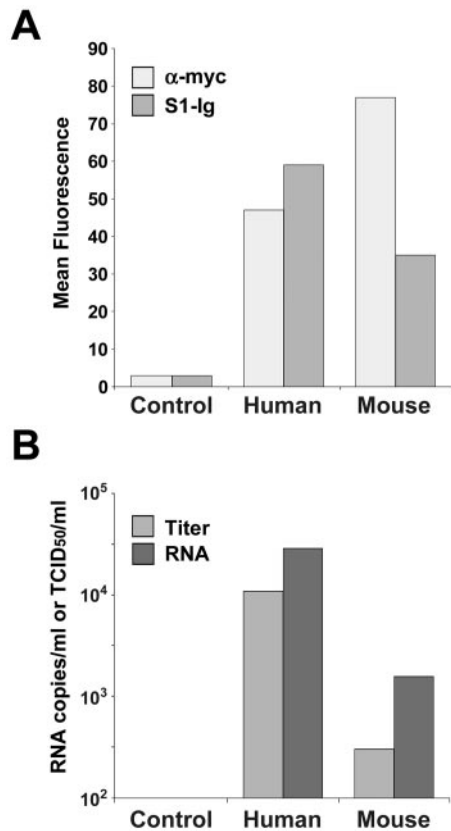 A
Mean Fluorescence
90
80
70
60
50
40
30
20
10
0
α-myc
S1-Ig
Control Human Mouse
B
RNA copies/ml or TCID50/ml
10^5
10^4
10^3
10^2
Titer
RNA
Control Human Mouse